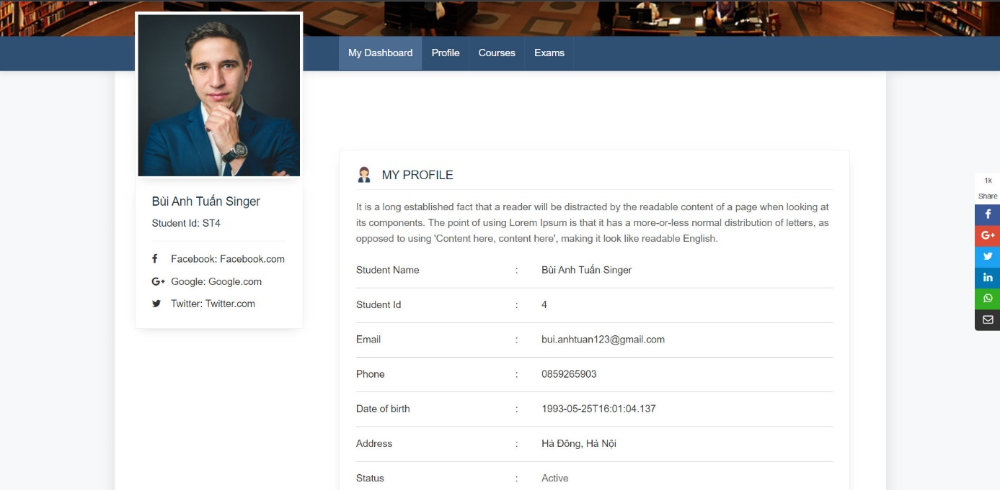 My Dashboard
Profile
Courses
Exams
Bùi Anh Tuấn Singer
Student Id: ST4
Facebook: Facebook.com
G+ Google: Google.com
Twitter: Twitter.com
MY PROFILE
It is a long established fact that a reader will be distracted by the readable content of a page when looking at
its components. The point of using Lorem Ipsum is that it has a more-or-less normal distribution of letters, as
opposed to using 'Content here, content here', making it look like readable English.
Student Name : Bùi Anh Tuấn Singer
Student Id : 4
Email : bui.anhtuan123@gmail.com
Phone : 0859265903
Date of birth : 1993-05-25T16:01:04.137
Address : Hà Đông, Hà Nội
Status : Active
1k
Share
f
G+
in